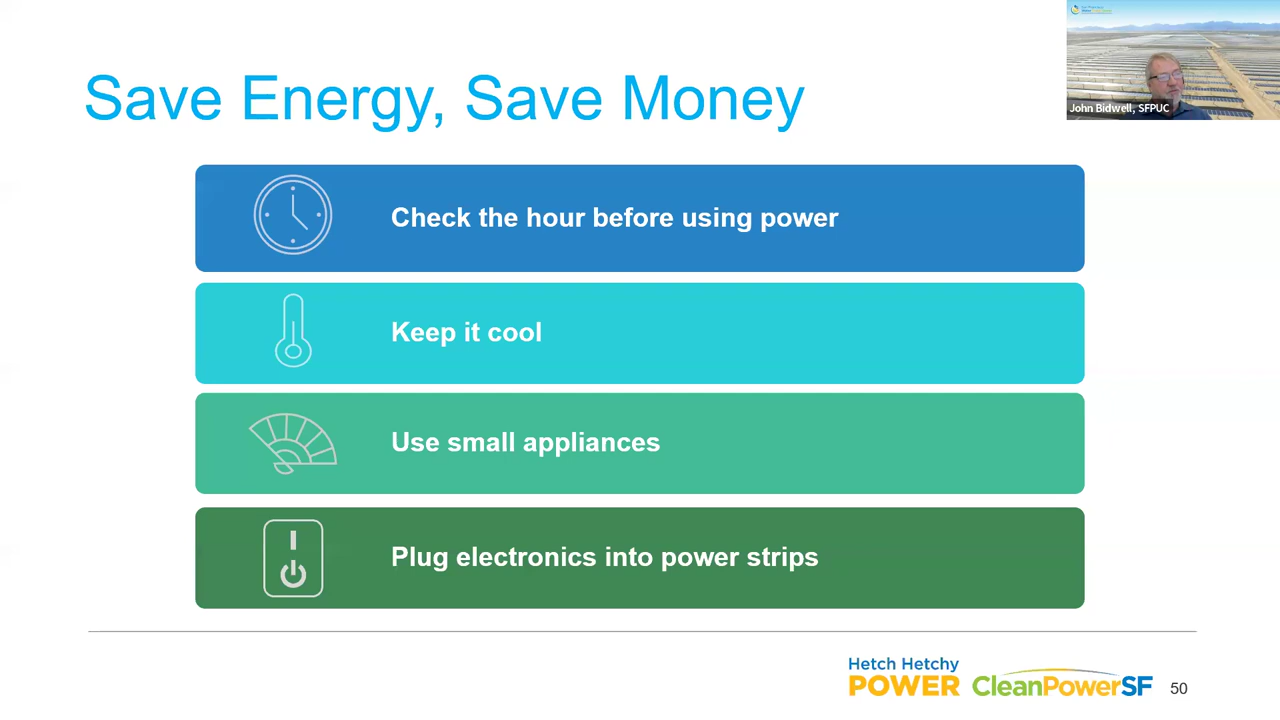 Save Energy, Save Money
John Bidwell, SFPUC
Check the hour before using power
Keep it cool
Use small appliances
Plug electronics into power strips
Hetch Hetchy
POWER
CleanPowerSF
50